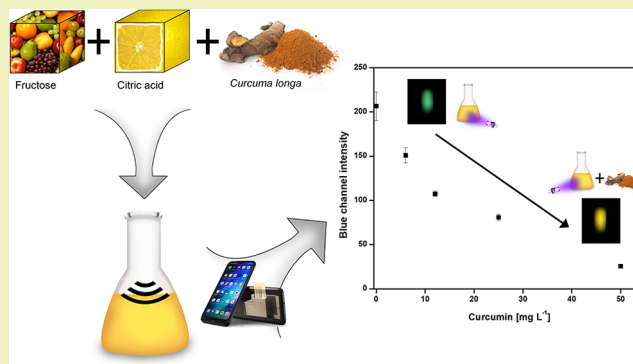 Fructose
Citric acid
Curcuma longa
Blue channel intensity
250
200
150
100
50
0
0
10
20
30
40
50
Curcumin [mg L⁻¹]